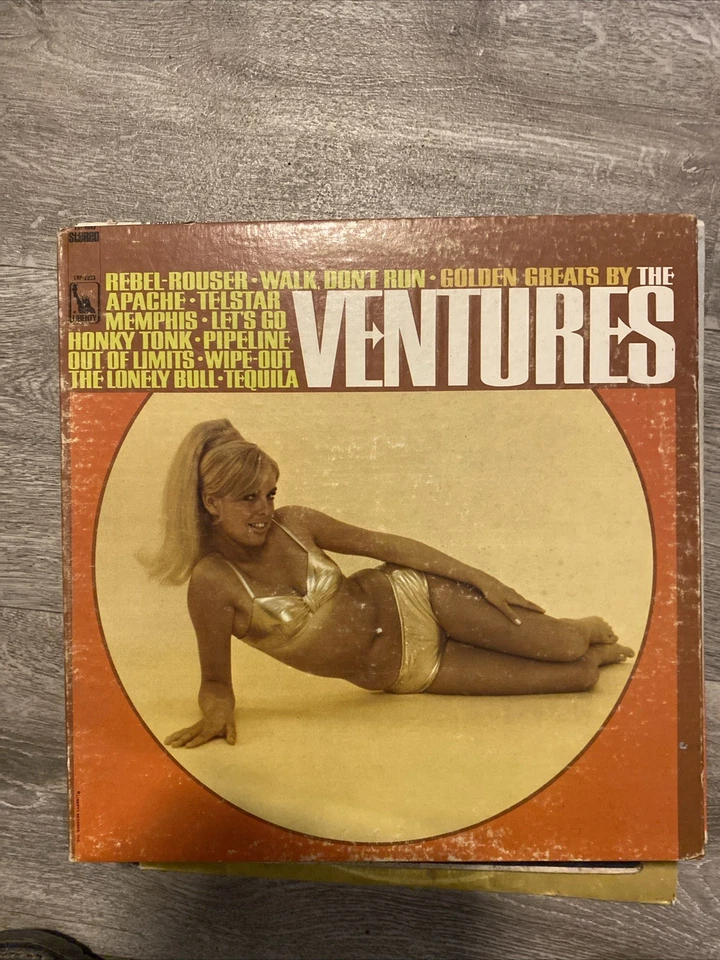 STEREO
LIBERTY
REBEL-ROUSER · WALK, DON'T RUN · GOLDEN GREATS BY THE
APACHE · TELSTAR
MEMPHIS · LET'S GO
HONKY TONK · PIPELINE
OUT OF LIMITS · WIPE-OUT
THE LONELY BULL · TEQUILA
VENTURES